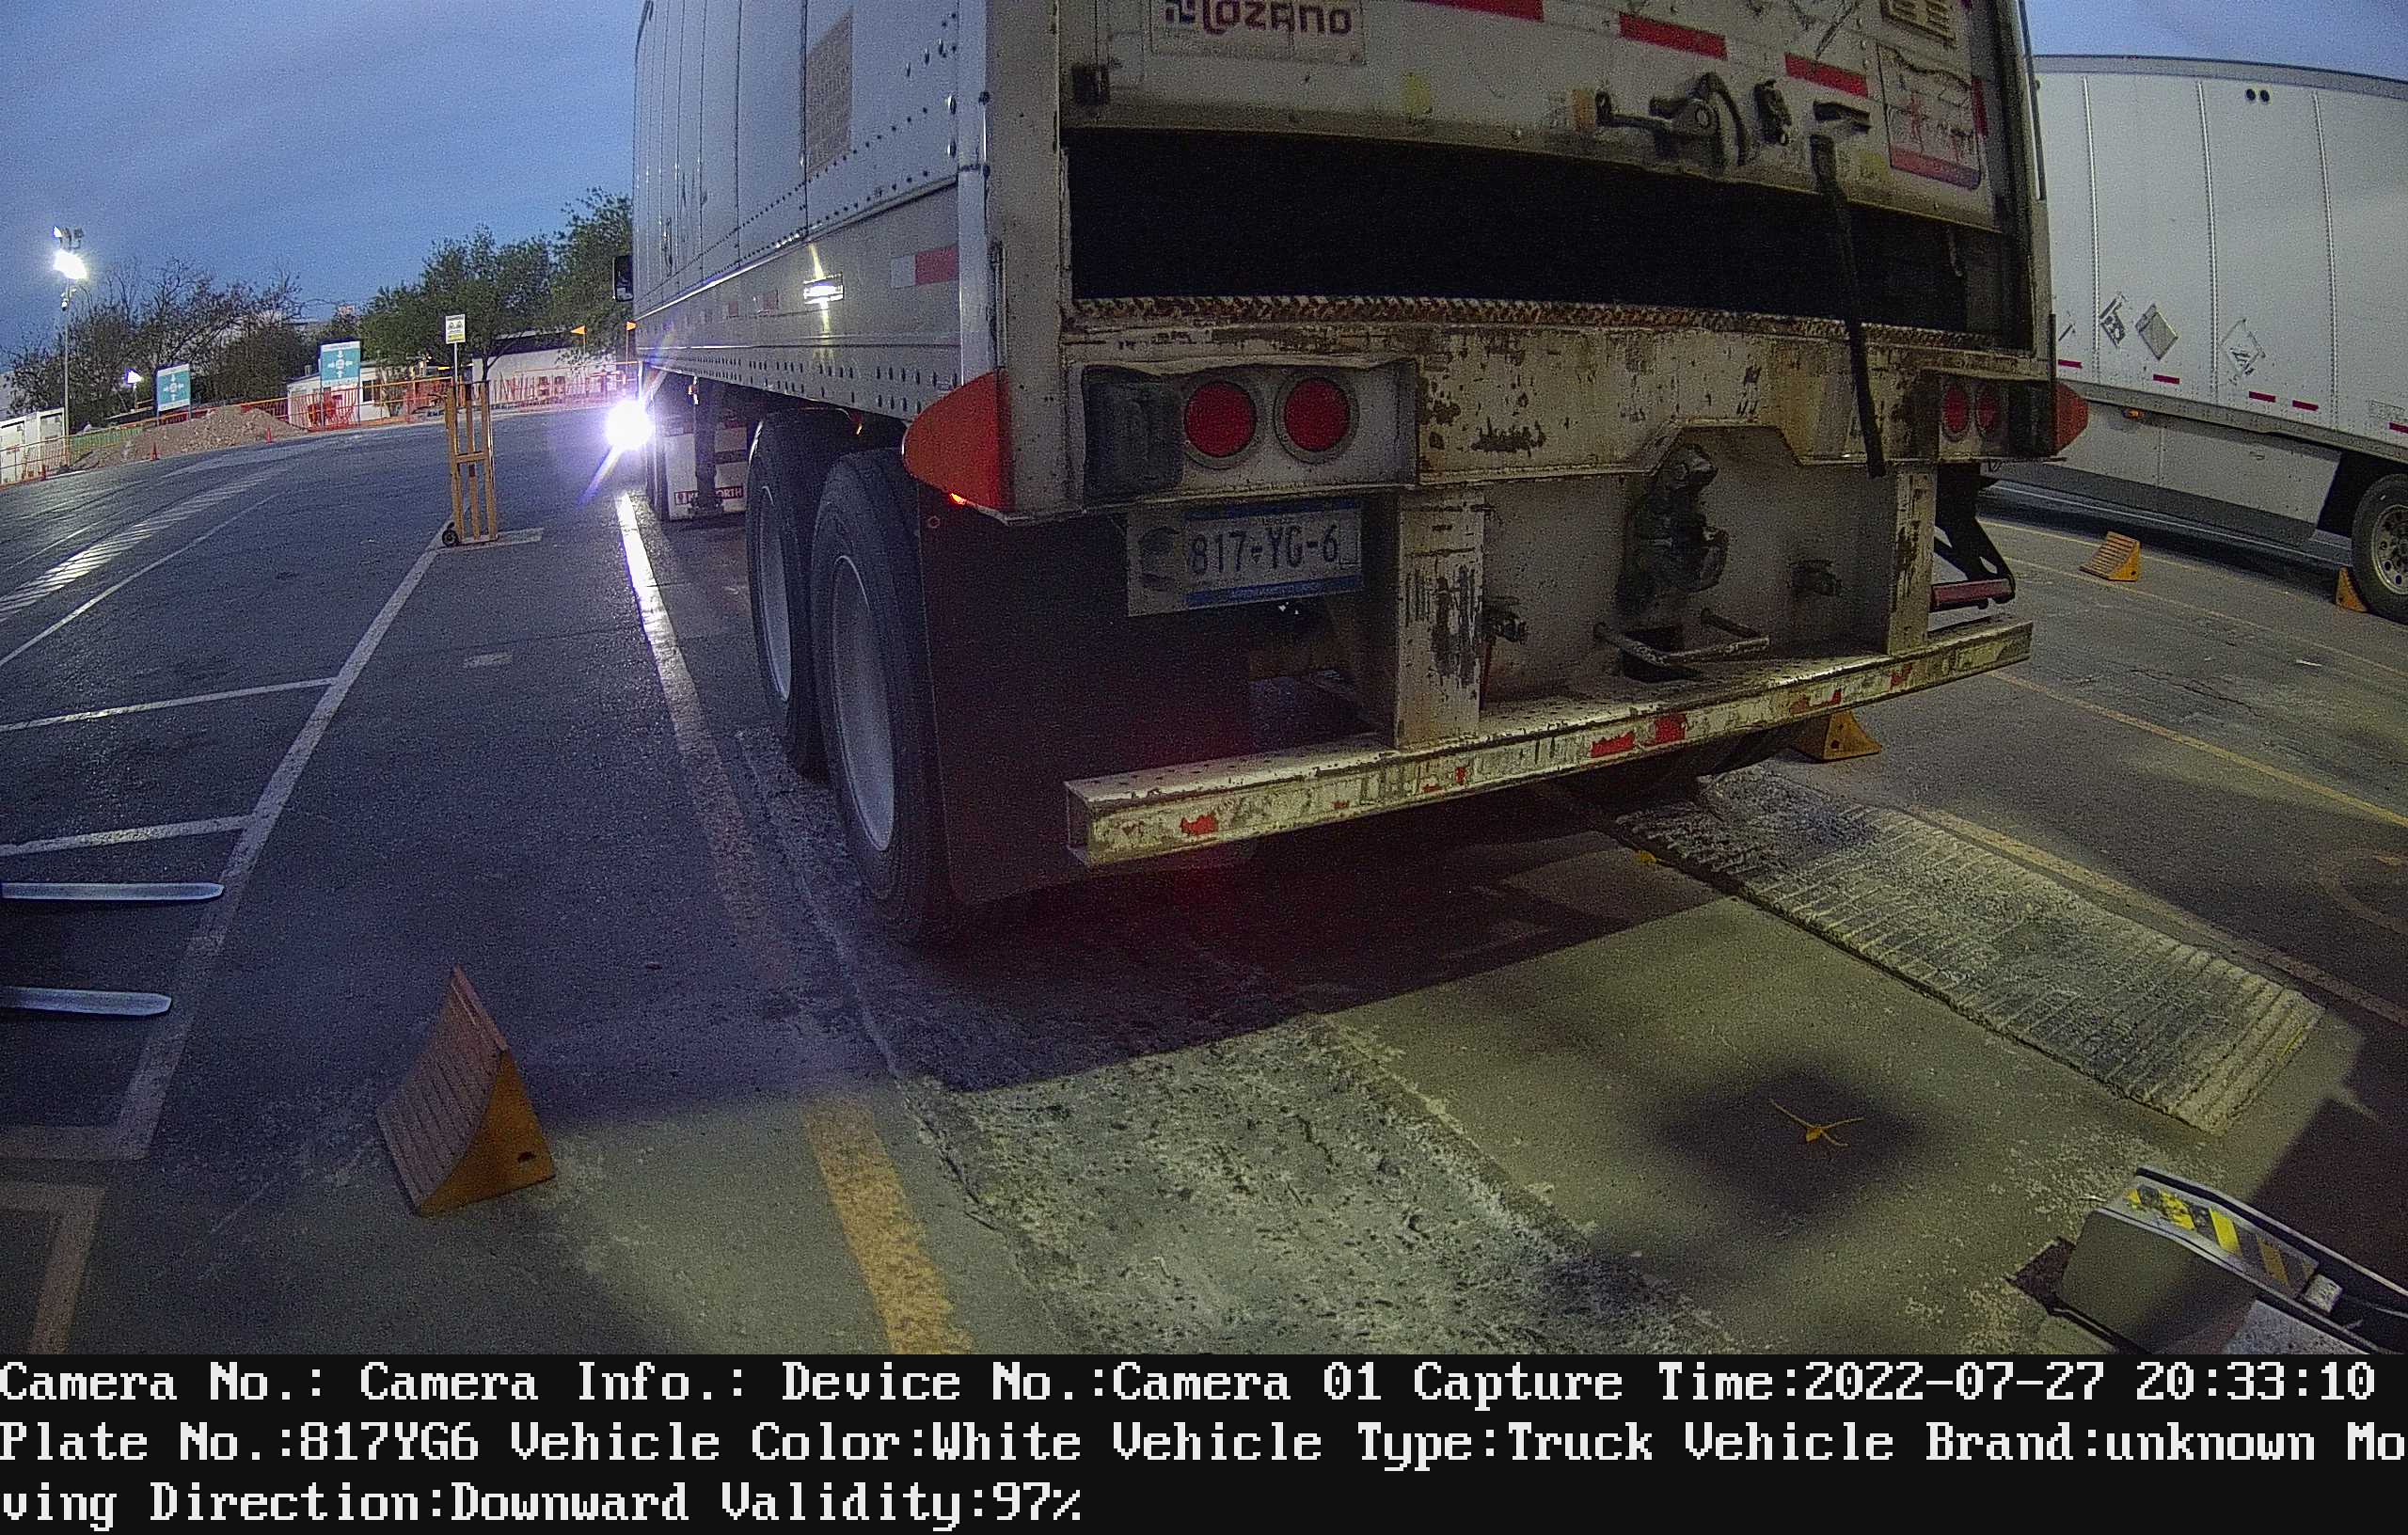 LOZANO
817-YG-6
Camera No.: Camera Info.: Device No.:Camera 01 Capture Time:2022-07-27 20:33:10
Plate No.:817YG6 Vehicle Color:White Vehicle Type:Truck Vehicle Brand:unknown Mo
ving Direction:Downward Validity:97%